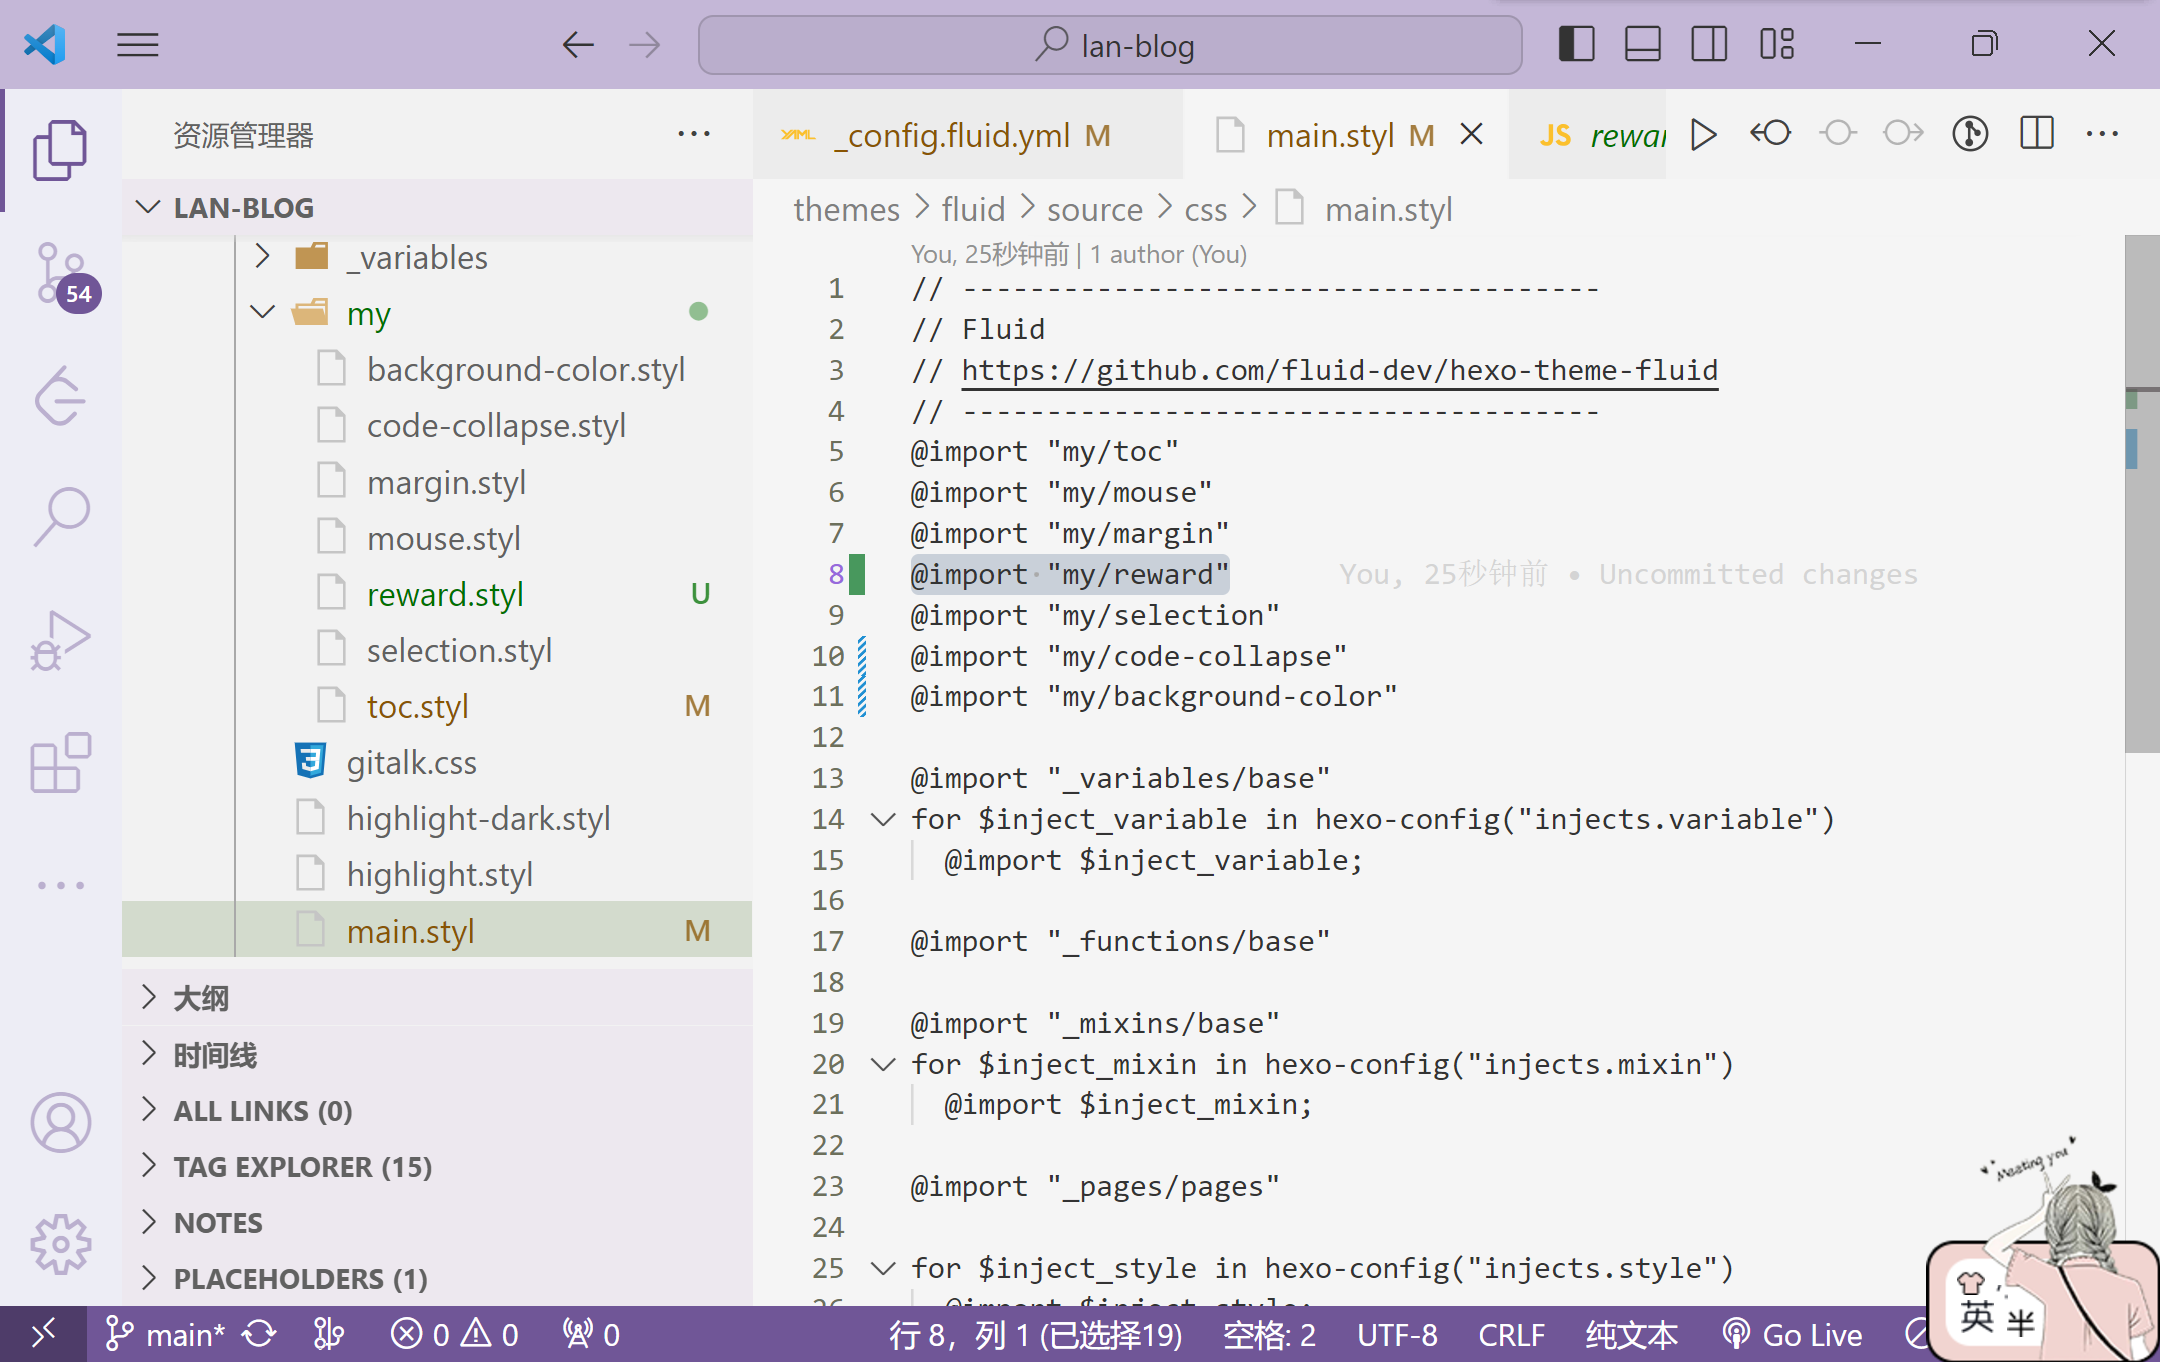 lan-blog
资源管理器
LAN-BLOG
_variables
my
background-color.styl
code-collapse.styl
margin.styl
mouse.styl
reward.styl U
selection.styl
toc.styl M
gitalk.css
highlight-dark.styl
highlight.styl
main.styl M
大纲
时间线
ALL LINKS (0)
TAG EXPLORER (15)
NOTES
PLACEHOLDERS (1)
54
YAML _config.fluid.yml M
main.styl M
JS rewar
themes > fluid > source > css > main.styl
You, 25秒钟前 | 1 author (You)
1 // --------------------------------------
2 // Fluid
3 // https://github.com/fluid-dev/hexo-theme-fluid
4 // --------------------------------------
5 @import "my/toc"
6 @import "my/mouse"
7 @import "my/margin"
8 @import "my/reward" You, 25秒钟前 • Uncommitted changes
9 @import "my/selection"
10 @import "my/code-collapse"
11 @import "my/background-color"
12
13 @import "_variables/base"
14 for $inject_variable in hexo-config("injects.variable")
15 @import $inject_variable;
16
17 @import "_functions/base"
18
19 @import "_mixins/base"
20 for $inject_mixin in hexo-config("injects.mixin")
21 @import $inject_mixin;
22
23 @import "_pages/pages"
24
25 for $inject_style in hexo-config("injects.style")
26 @import $inject_style;
Meeting you
英 半
main* 0 0 0 行 8，列 1 (已选择19) 空格: 2 UTF-8 CRLF 纯文本 Go Live